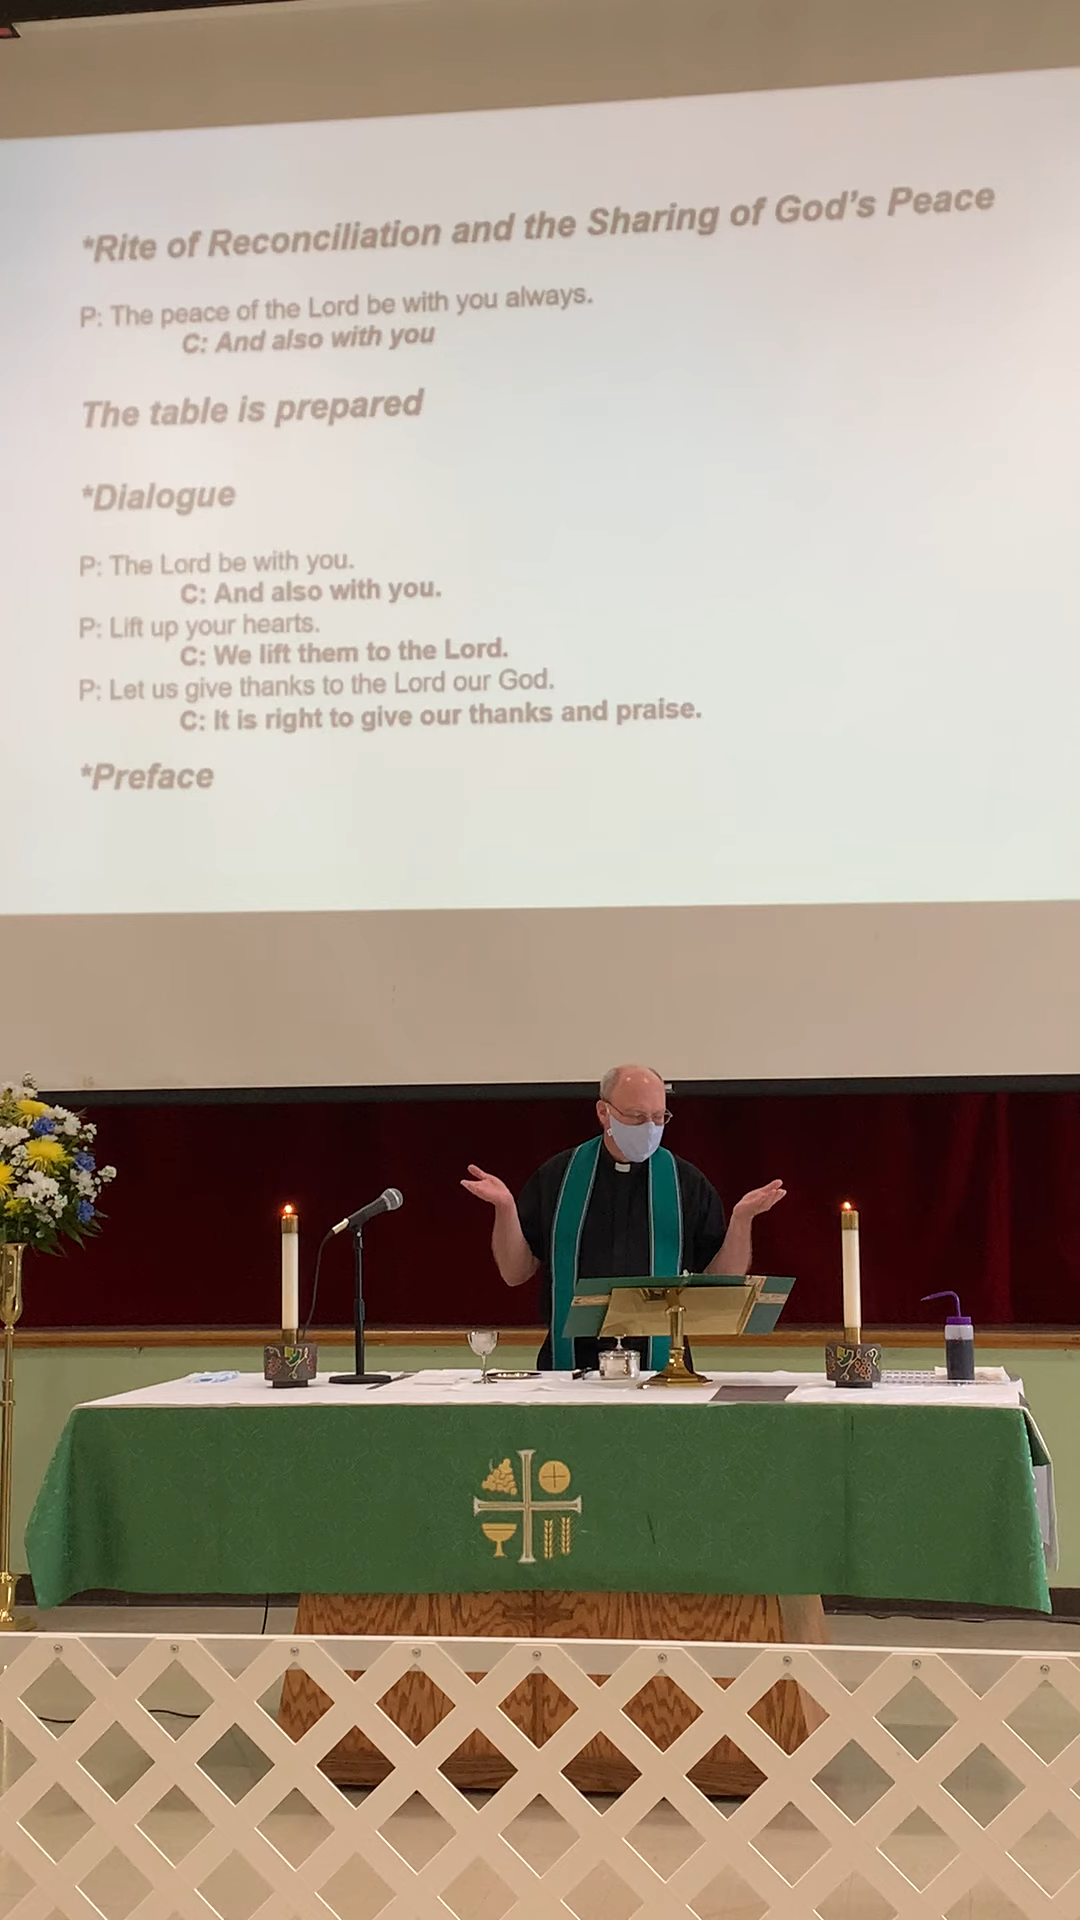 *Rite of Reconciliation and the Sharing of God's Peace
P: The peace of the Lord be with you always.
C: And also with you
The table is prepared
*Dialogue
P: The Lord be with you.
C: And also with you.
P: Lift up your hearts.
C: We lift them to the Lord.
P: Let us give thanks to the Lord our God.
C: It is right to give our thanks and praise.
*Preface